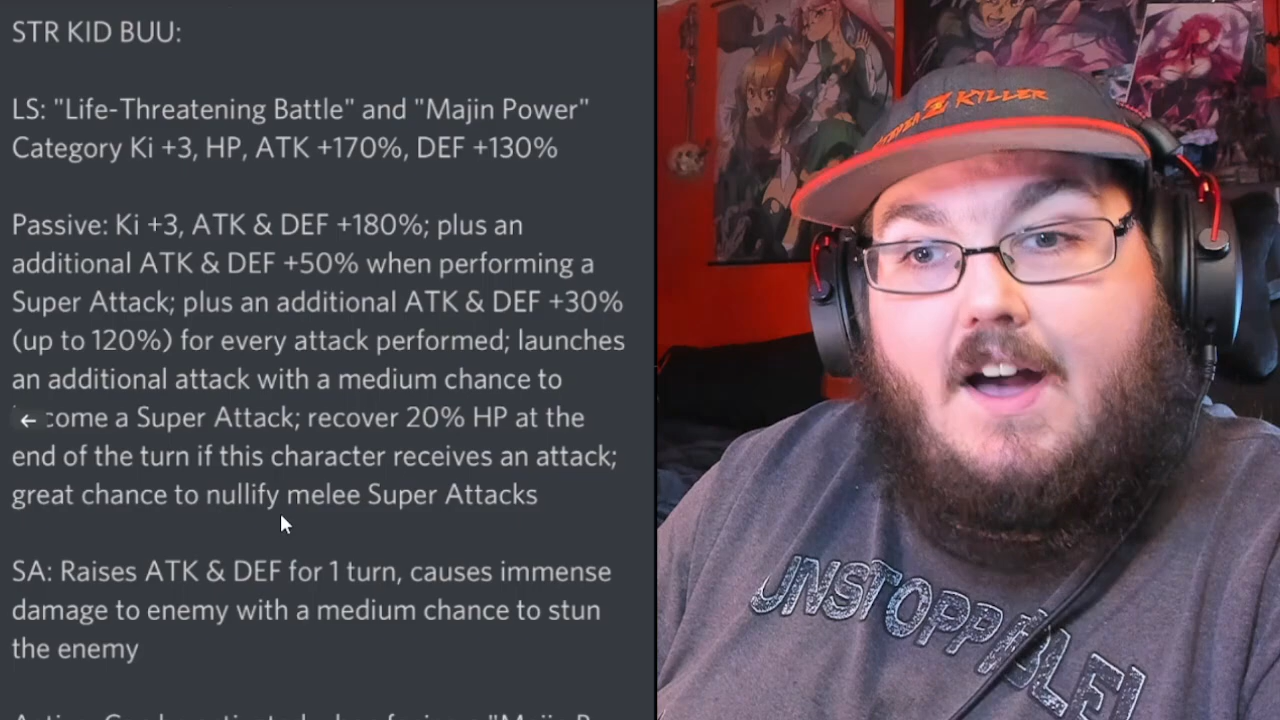 STR KID BUU:
LS: "Life-Threatening Battle" and "Majin Power"
Category Ki +3, HP, ATK +170%, DEF +130%
Passive: Ki +3, ATK & DEF +180%; plus an
additional ATK & DEF +50% when performing a
Super Attack; plus an additional ATK & DEF +30%
(up to 120%) for every attack performed; launches
an additional attack with a medium chance to
come a Super Attack; recover 20% HP at the
end of the turn if this character receives an attack;
great chance to nullify melee Super Attacks
SA: Raises ATK & DEF for 1 turn, causes immense
damage to enemy with a medium chance to stun
the enemy
KILLER
UNSTOPPABLE!